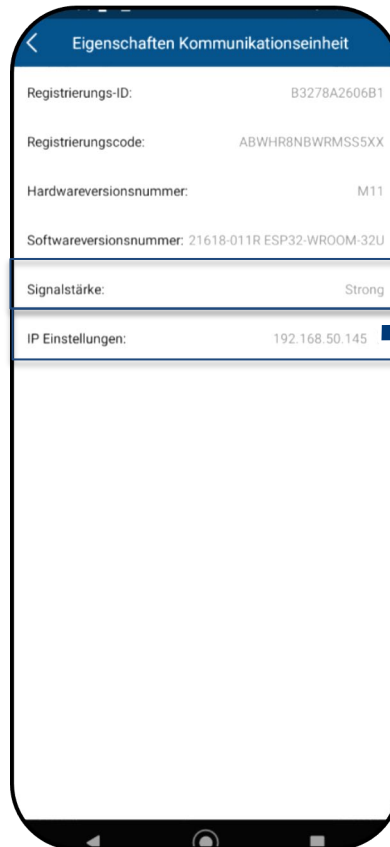 Eigenschaften Kommunikationseinheit
Registrierungs-ID: B3278A2606B1
Registrierungscode: ABWHR8NBWRMSS5XX
Hardwareversionsnummer: M11
Softwareversionsnummer: 21618-011R ESP32-WROOM-32U
Signalstärke: Strong
IP Einstellungen: 192.168.50.145